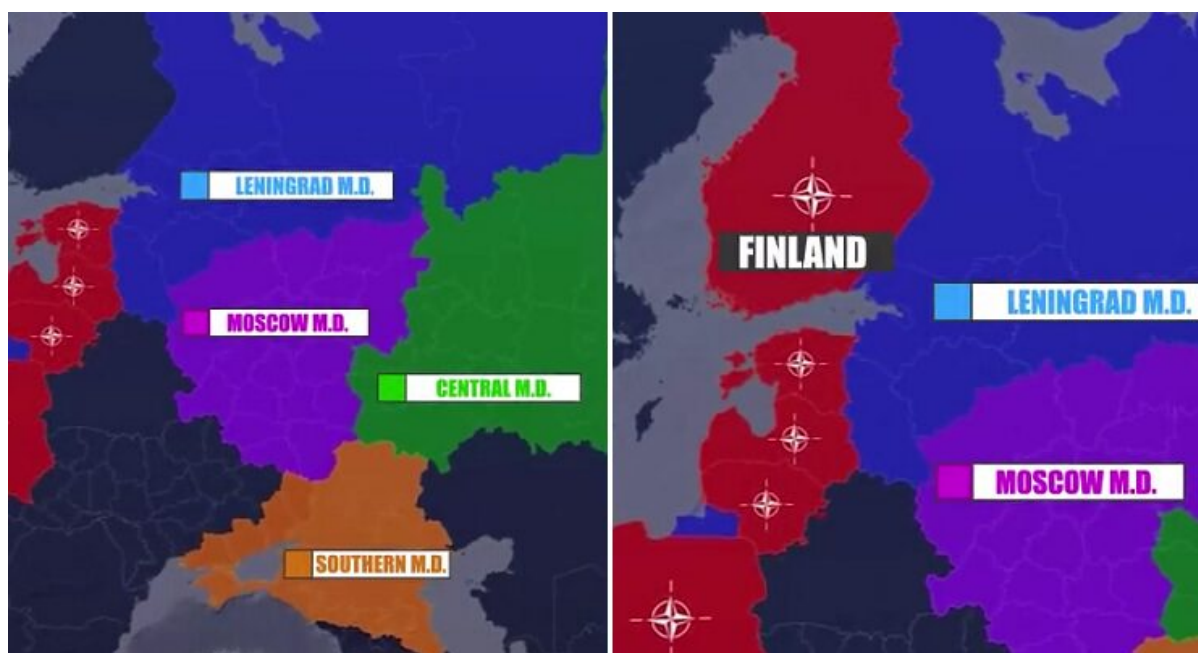 LENINGRAD M.D.
MOSCOW M.D.
CENTRAL M.D.
SOUTHERN M.D.
FINLAND
LENINGRAD M.D.
MOSCOW M.D.